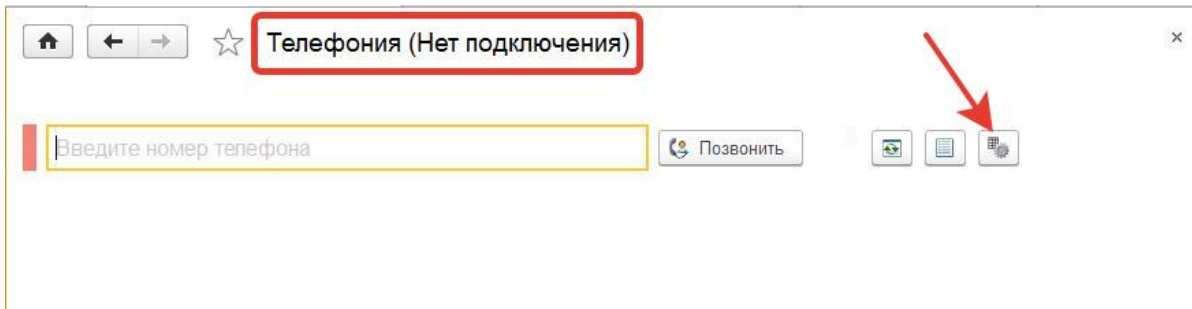 Телефония (Нет подключения)
Введите номер телефона
Позвонить